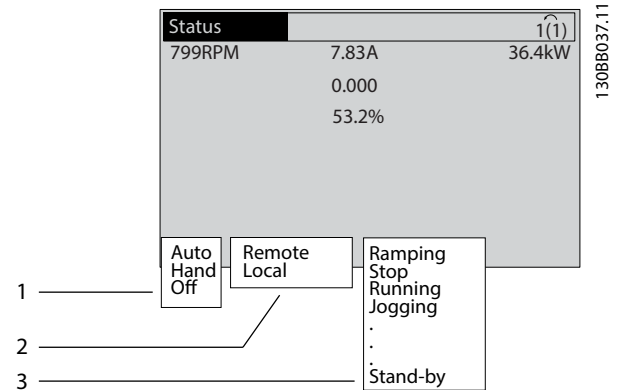 Status 1(1)
799RPM 7.83A 36.4kW
0.000
53.2%
Auto
Hand
Off
Remote
Local
Ramping
Stop
Running
Jogging
.
.
.
Stand-by
1
2
3
130BB037.11